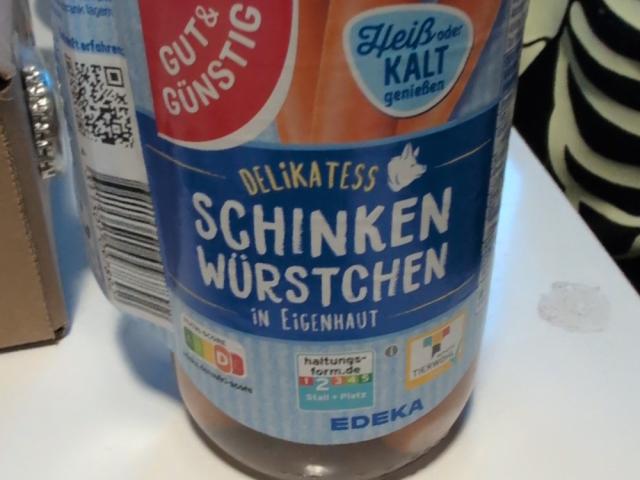 GUT&
GÜNSTIG
Heiß oder
KALT
genießen
DELiKATESS
SCHINKEN
WÜRSTCHEN
iN EiGENHAUT
D
haltungs-
form.de
1 2 3 4 5
Stall + Platz
TIERWOHL
EDEKA